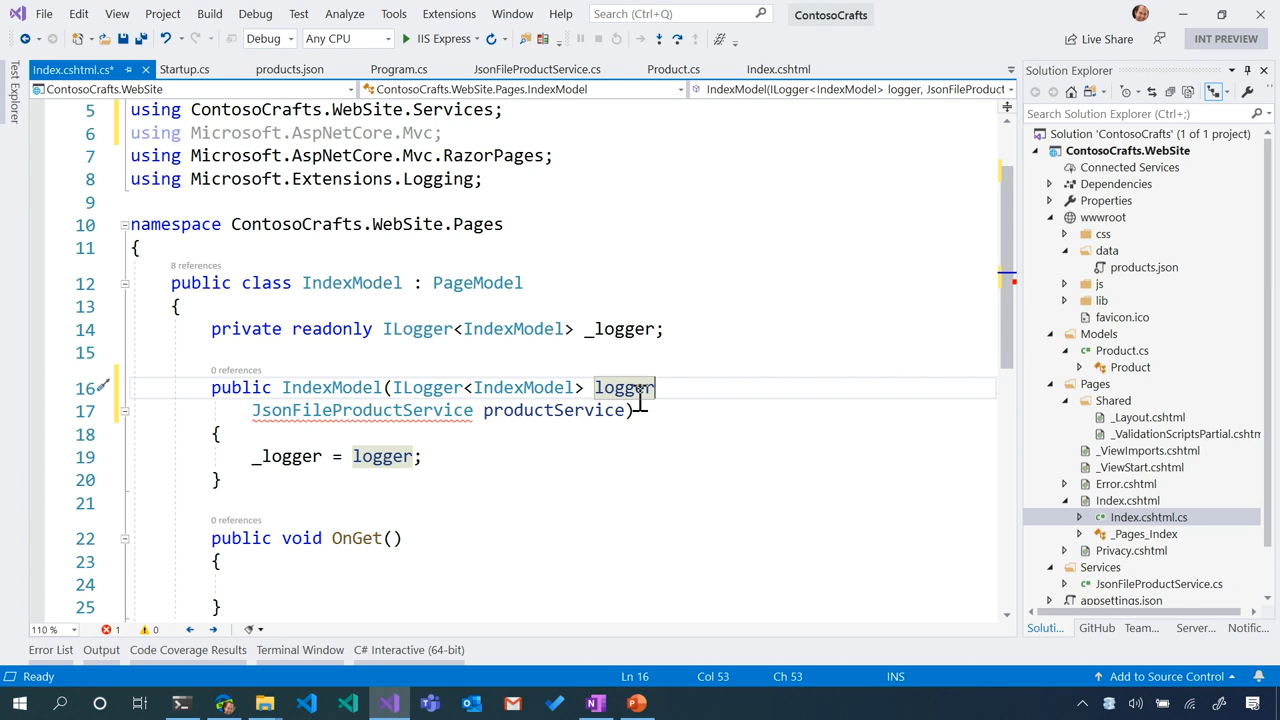 File Edit View Project Build Debug Test Analyze Tools Extensions Window Help Search (Ctrl+Q) ContosoCrafts
Debug Any CPU IIS Express Live Share INT PREVIEW
Index.cshtml.cs* Startup.cs products.json Program.cs JsonFileProductService.cs Product.cs Index.cshtml
ContosoCrafts.WebSite ContosoCrafts.WebSite.Pages.IndexModel IndexModel(ILogger<IndexModel> logger, JsonFileProduct
Test Explorer
5 using ContosoCrafts.WebSite.Services;
6 using Microsoft.AspNetCore.Mvc;
7 using Microsoft.AspNetCore.Mvc.RazorPages;
8 using Microsoft.Extensions.Logging;
9
10 namespace ContosoCrafts.WebSite.Pages
11 {
8 references
12 public class IndexModel : PageModel
13 {
14 private readonly ILogger<IndexModel> _logger;
15
0 references
16 public IndexModel(ILogger<IndexModel> logger
17 JsonFileProductService productService)
18 {
19 _logger = logger;
20 }
21
0 references
22 public void OnGet()
23 {
24
25 }
110 % 1 0
Solution Explorer
Search Solution Explorer (Ctrl+;)
Solution 'ContosoCrafts' (1 of 1 project)
ContosoCrafts.WebSite
Connected Services
Dependencies
Properties
wwwroot
css
data
products.json
js
lib
favicon.ico
Models
Product.cs
Product
Pages
Shared
_Layout.cshtml
_ValidationScriptsPartial.cshtm
_ViewImports.cshtml
_ViewStart.cshtml
Error.cshtml
Index.cshtml
Index.cshtml.cs
_Pages_Index
Privacy.cshtml
Services
JsonFileProductService.cs
appsettings.json
Soluti... GitHub Team... Server... Notific...
Error List Output Code Coverage Results Terminal Window C# Interactive (64-bit)
Ready Ln 16 Col 53 Ch 53 INS Add to Source Control